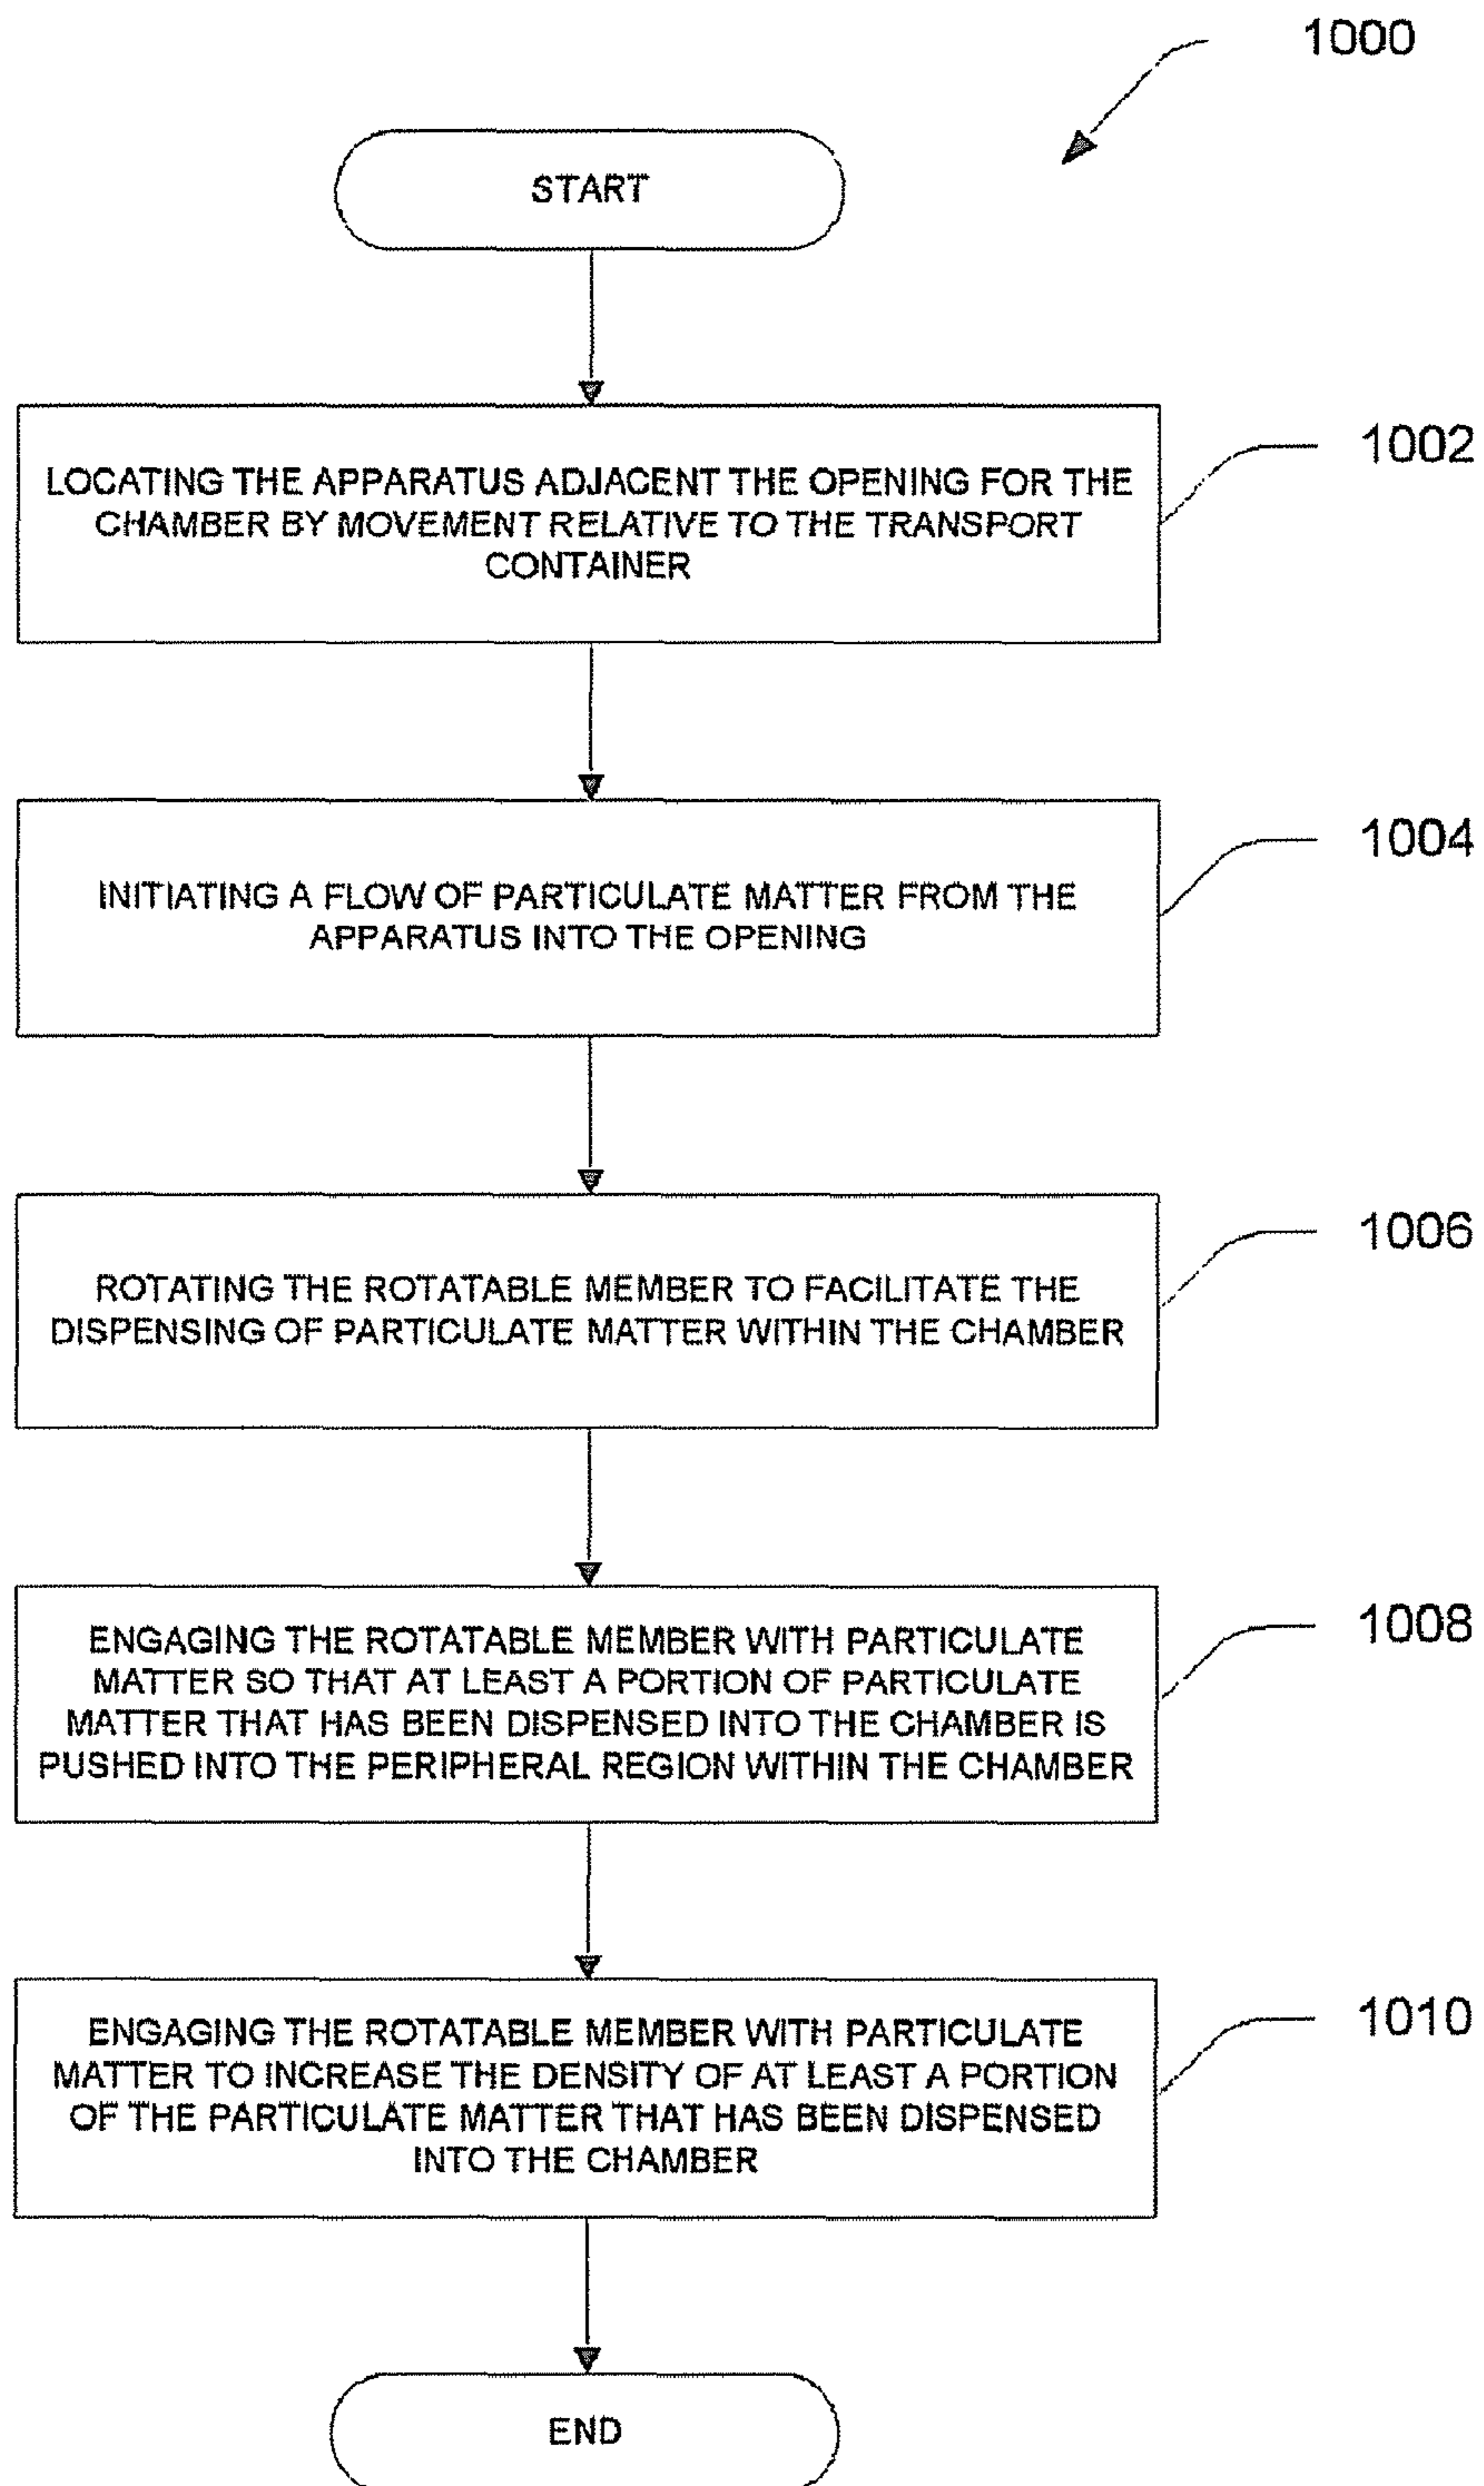 1000
START
LOCATING THE APPARATUS ADJACENT THE OPENING FOR THE
CHAMBER BY MOVEMENT RELATIVE TO THE TRANSPORT
CONTAINER
1002
INITIATING A FLOW OF PARTICULATE MATTER FROM THE
APPARATUS INTO THE OPENING
1004
ROTATING THE ROTATABLE MEMBER TO FACILITATE THE
DISPENSING OF PARTICULATE MATTER WITHIN THE CHAMBER
1006
ENGAGING THE ROTATABLE MEMBER WITH PARTICULATE
MATTER SO THAT AT LEAST A PORTION OF PARTICULATE
MATTER THAT HAS BEEN DISPENSED INTO THE CHAMBER IS
PUSHED INTO THE PERIPHERAL REGION WITHIN THE CHAMBER
1008
ENGAGING THE ROTATABLE MEMBER WITH PARTICULATE
MATTER TO INCREASE THE DENSITY OF AT LEAST A PORTION
OF THE PARTICULATE MATTER THAT HAS BEEN DISPENSED
INTO THE CHAMBER
1010
END